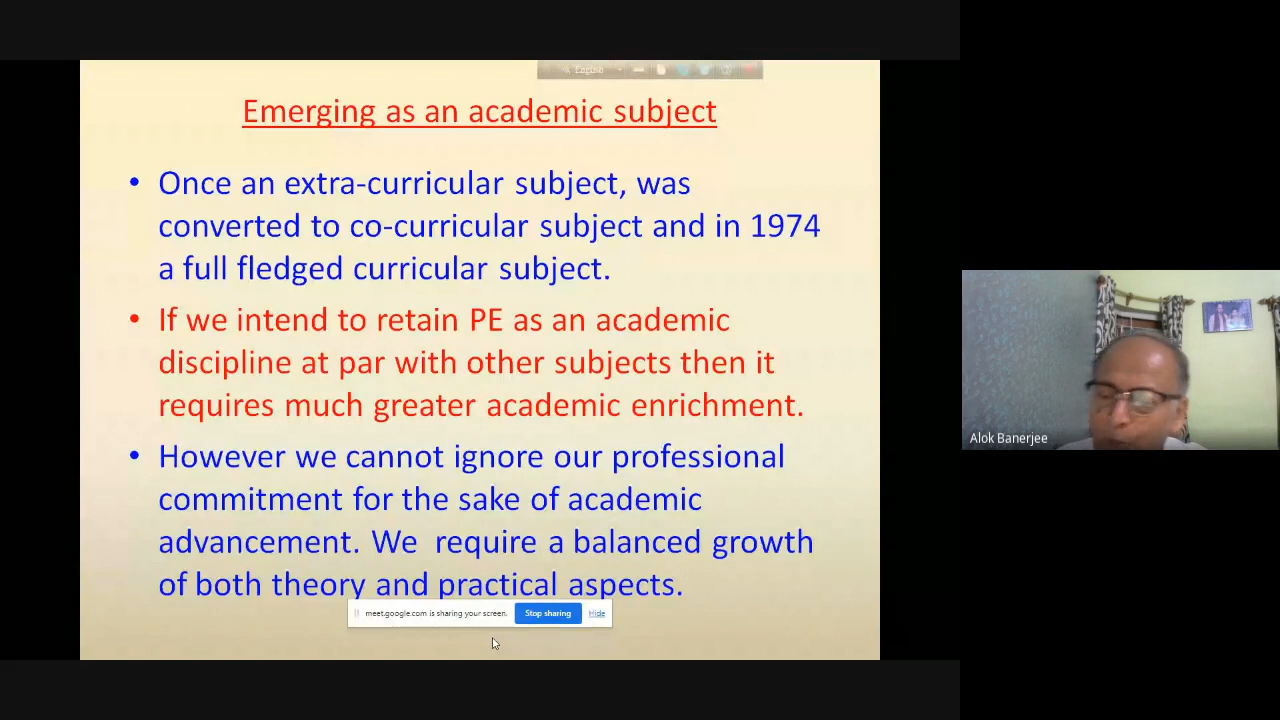 English
Emerging as an academic subject
• Once an extra-curricular subject, was
converted to co-curricular subject and in 1974
a full fledged curricular subject.
• If we intend to retain PE as an academic
discipline at par with other subjects then it
requires much greater academic enrichment.
• However we cannot ignore our professional
commitment for the sake of academic
advancement. We  require a balanced growth
of both theory and practical aspects.
meet.google.com is sharing your screen. Stop sharing Hide
Alok Banerjee